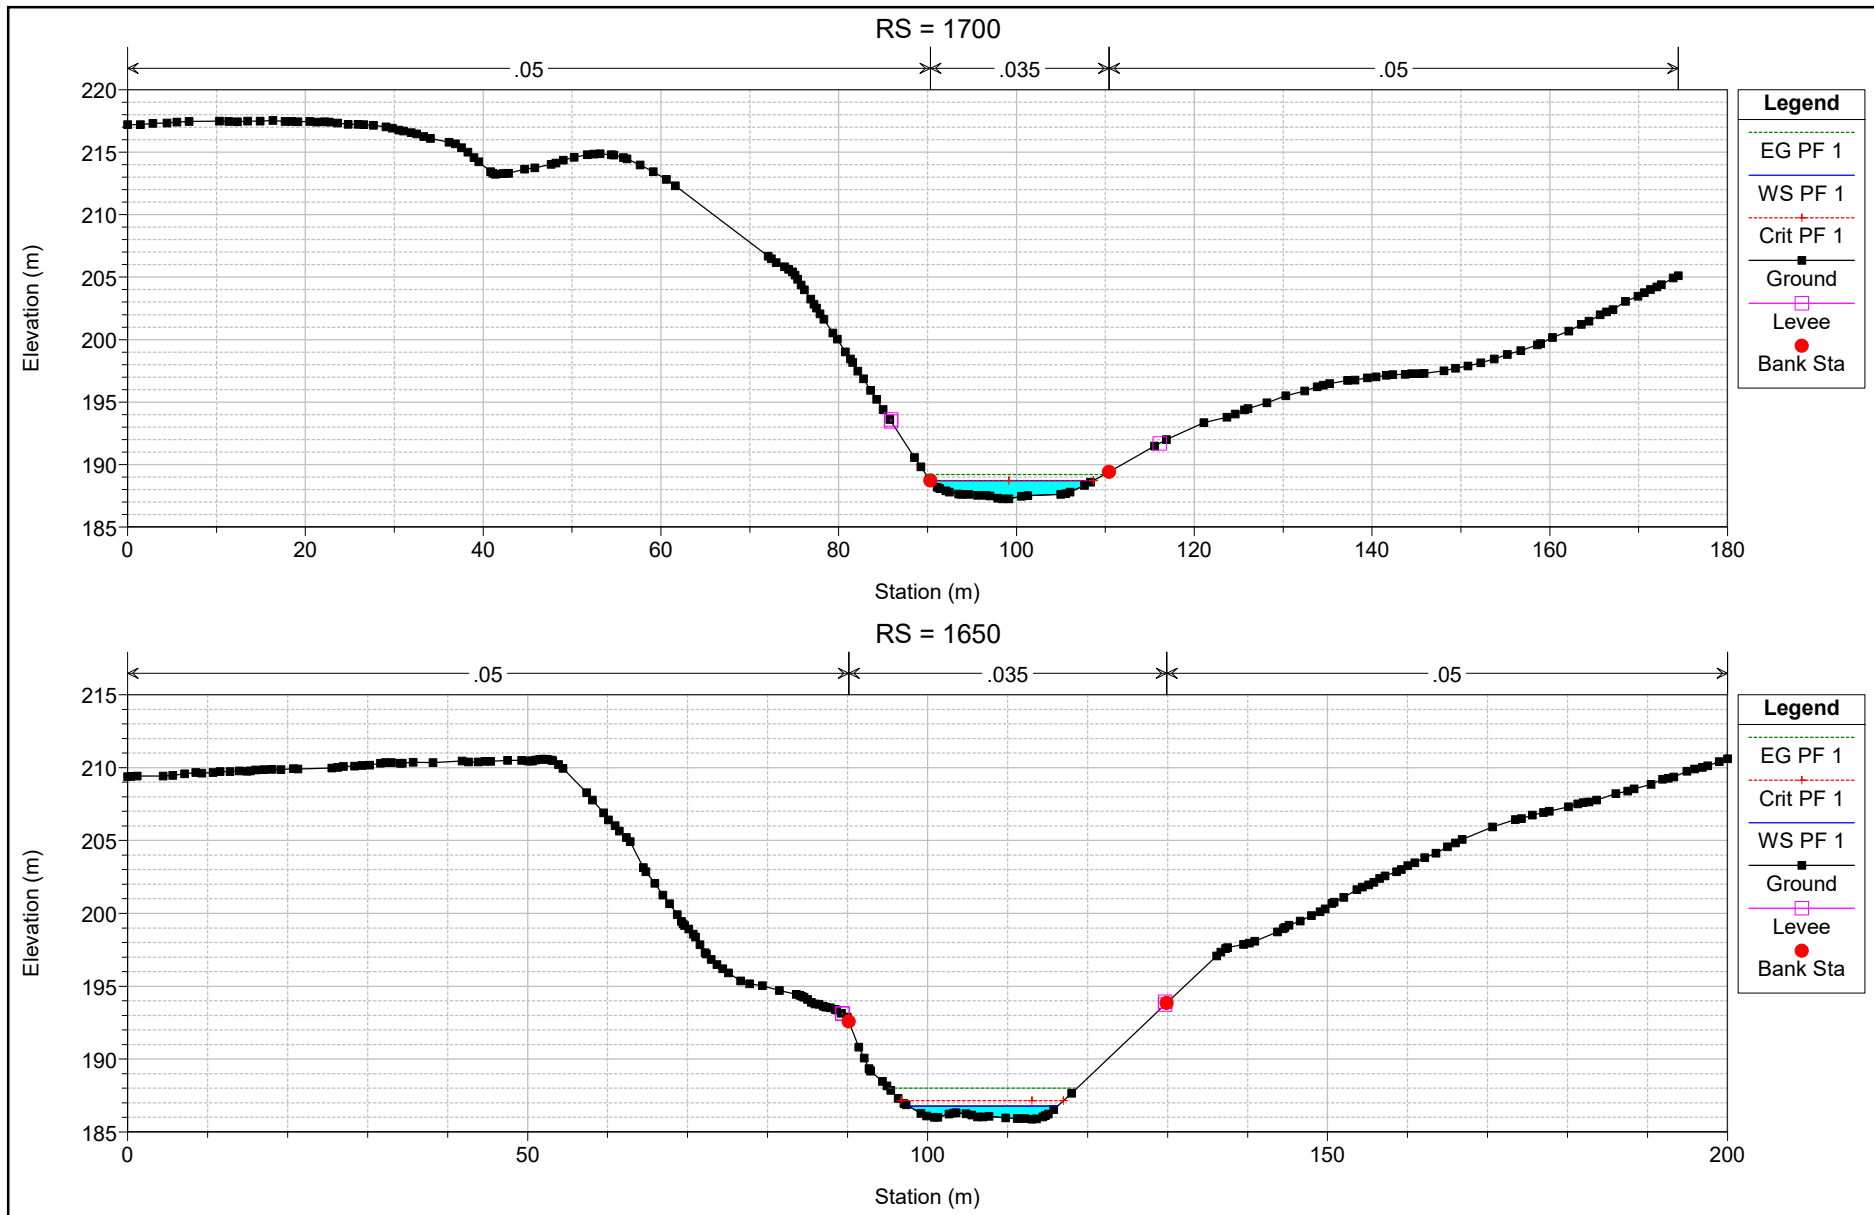 RS = 1700
.05 .035 .05
220
215
210
205
200
195
190
185
Elevation (m)
0 20 40 60 80 100 120 140 160 180
Station (m)
Legend
EG PF 1
WS PF 1
Crit PF 1
Ground
Levee
Bank Sta
RS = 1650
.05 .035 .05
215
210
205
200
195
190
185
Elevation (m)
0 50 100 150 200
Station (m)
Legend
EG PF 1
Crit PF 1
WS PF 1
Ground
Levee
Bank Sta